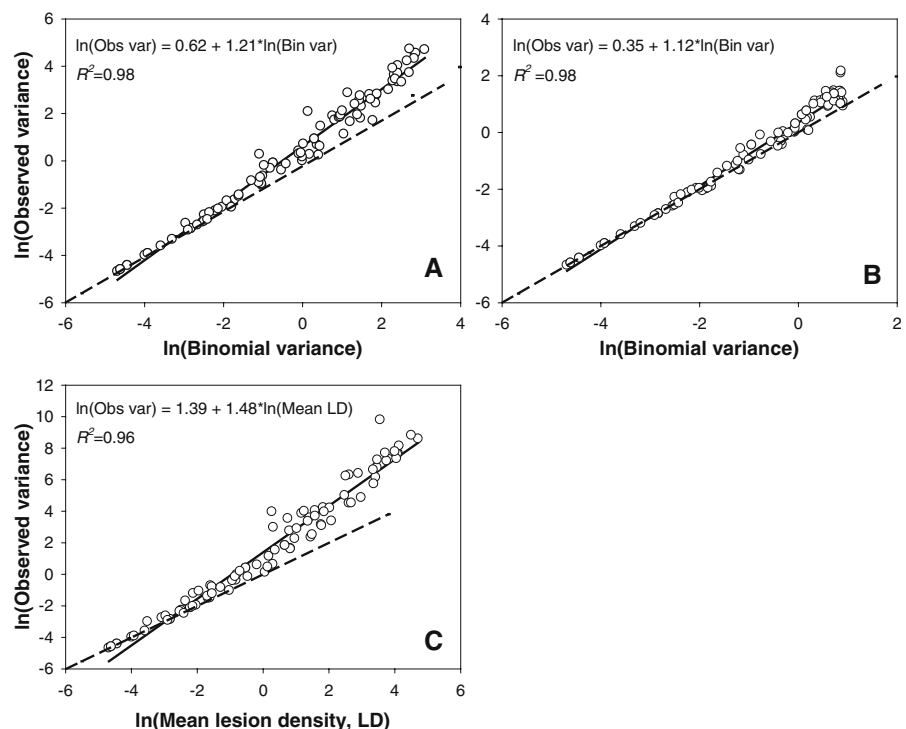 ln(Obs var) = 0.62 + 1.21*ln(Bin var)
R²=0.98
A
ln(Observed variance)
6
4
2
0
-2
-4
-6
-6
-4
-2
0
2
4
ln(Binomial variance)
ln(Obs var) = 0.35 + 1.12*ln(Bin var)
R²=0.98
B
4
2
0
-2
-4
-6
-6
-4
-2
0
2
ln(Binomial variance)
ln(Obs var) = 1.39 + 1.48*ln(Mean LD)
R²=0.96
C
ln(Observed variance)
12
10
8
6
4
2
0
-2
-4
-6
-6
-4
-2
0
2
4
6
ln(Mean lesion density, LD)